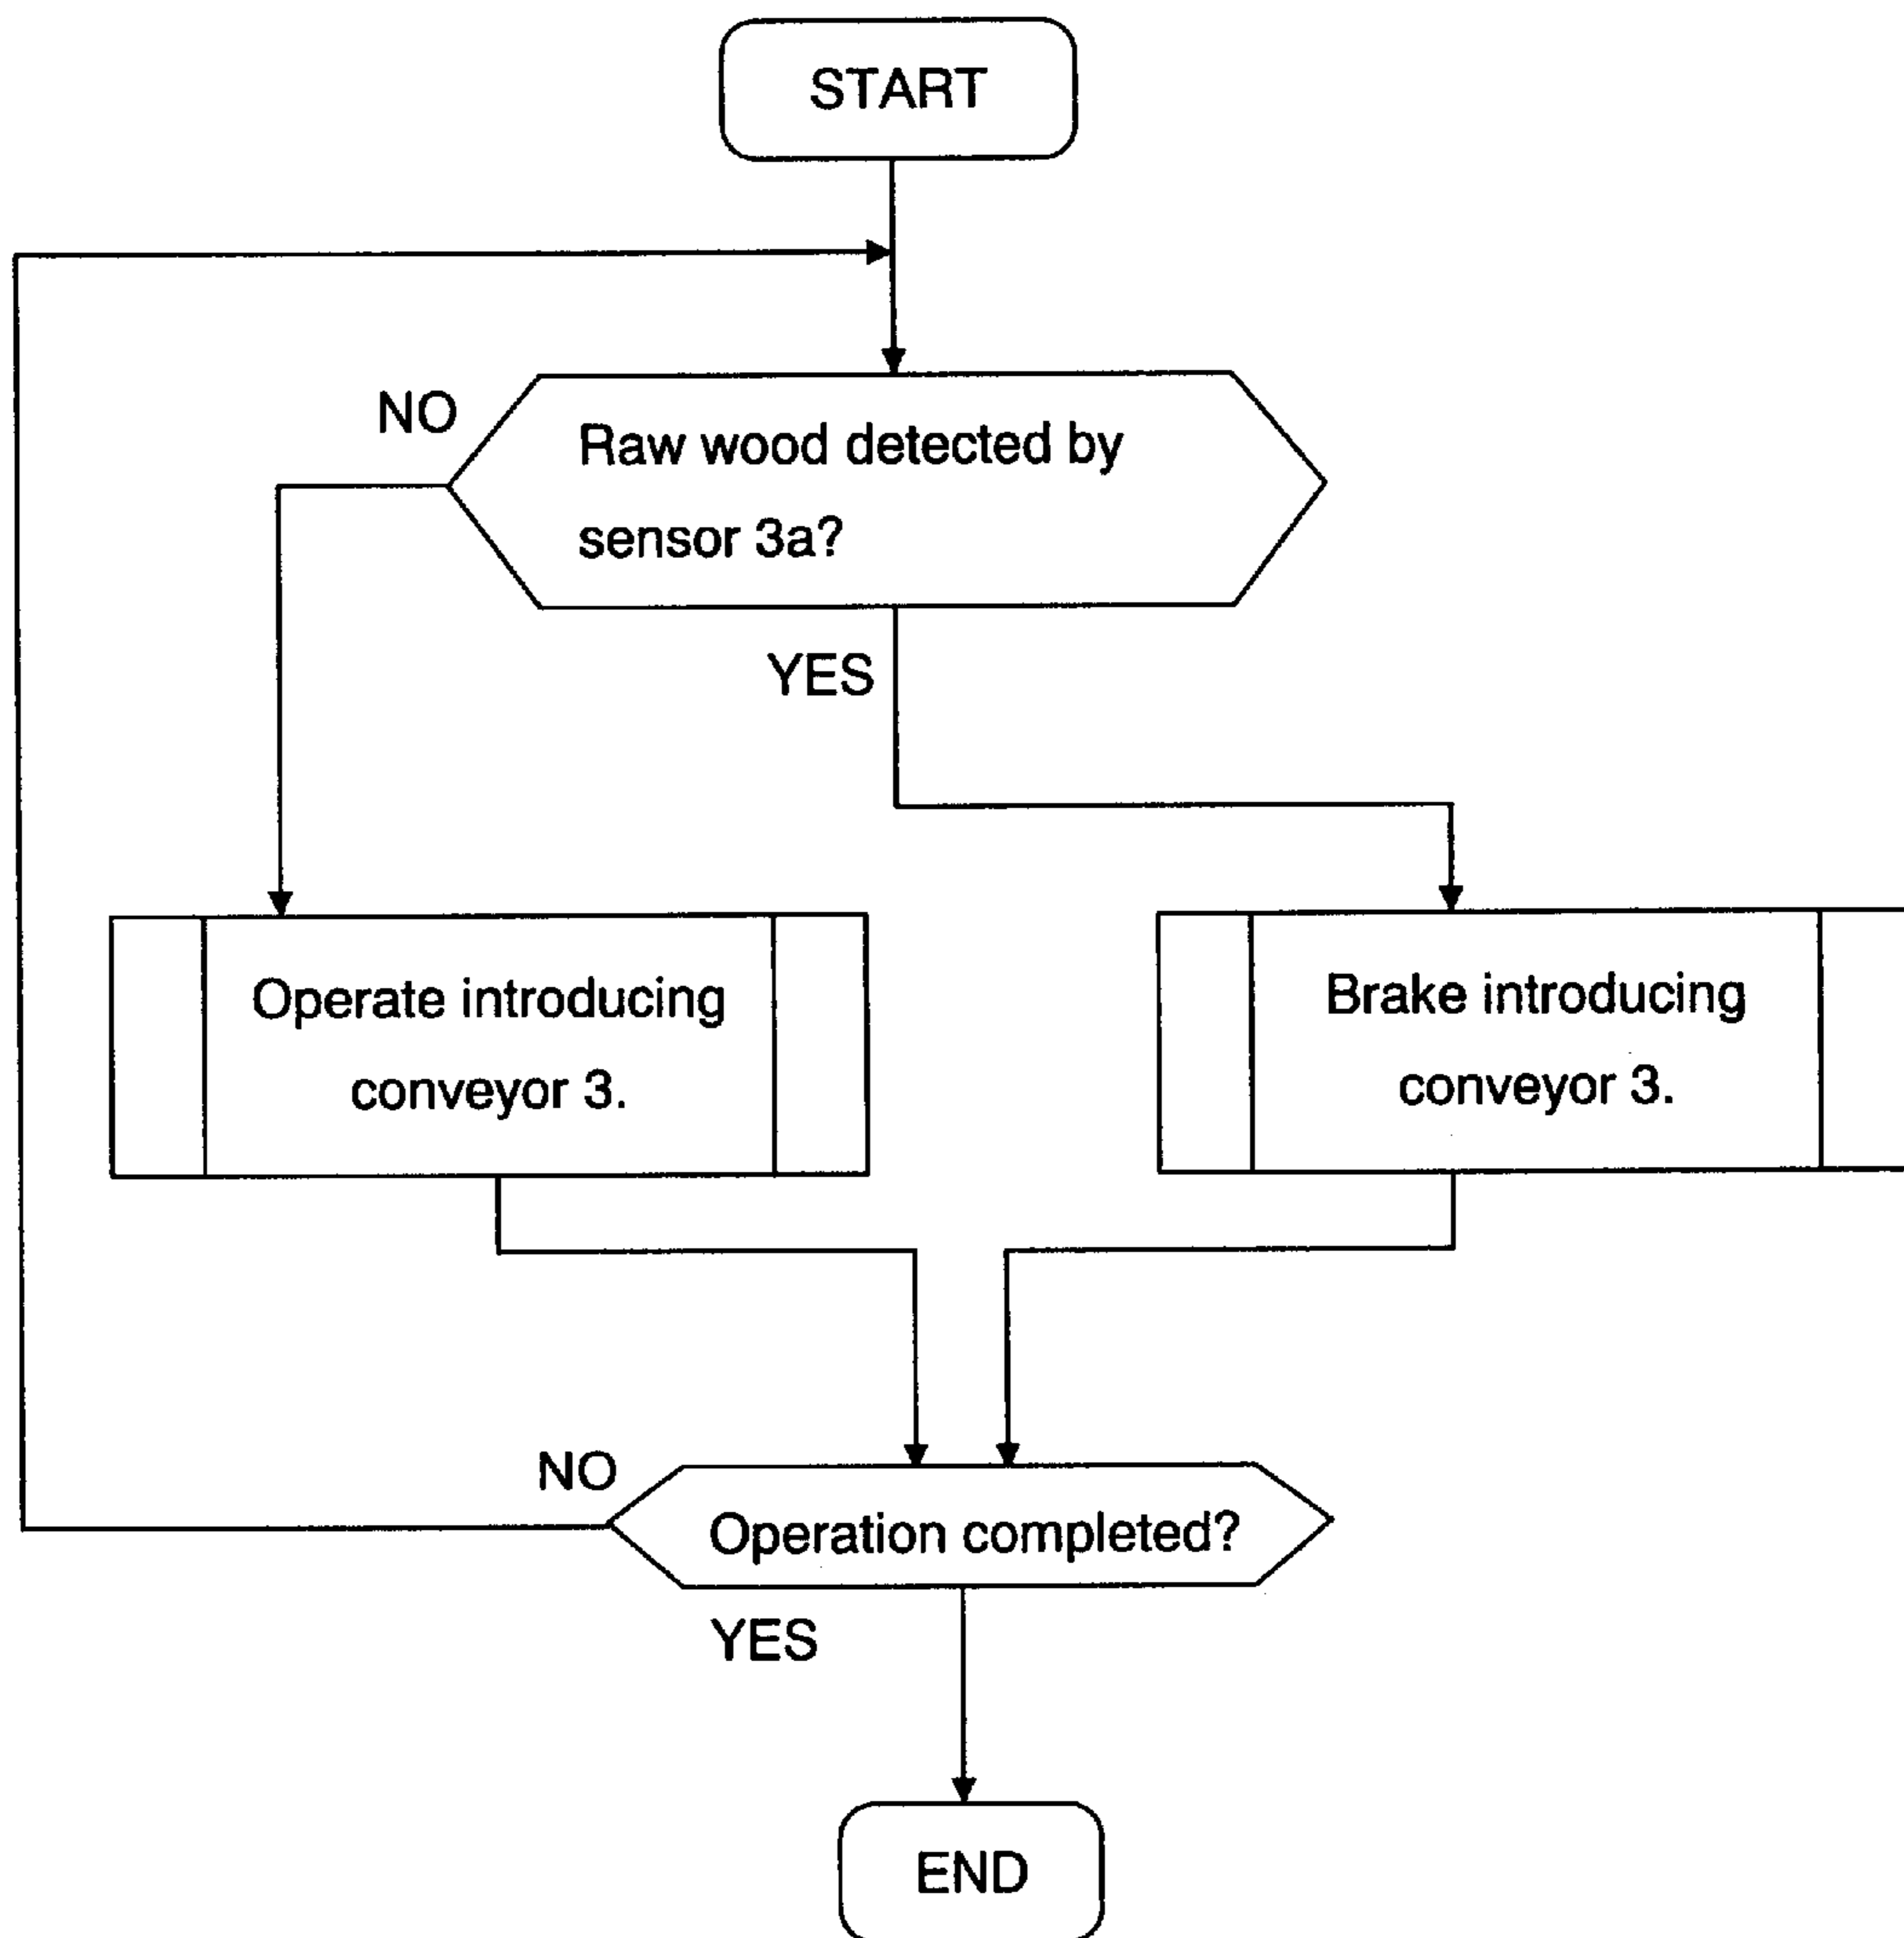 START
NO
Raw wood detected by
sensor 3a?
YES
Operate introducing
conveyor 3.
Brake introducing
conveyor 3.
NO
Operation completed?
YES
END